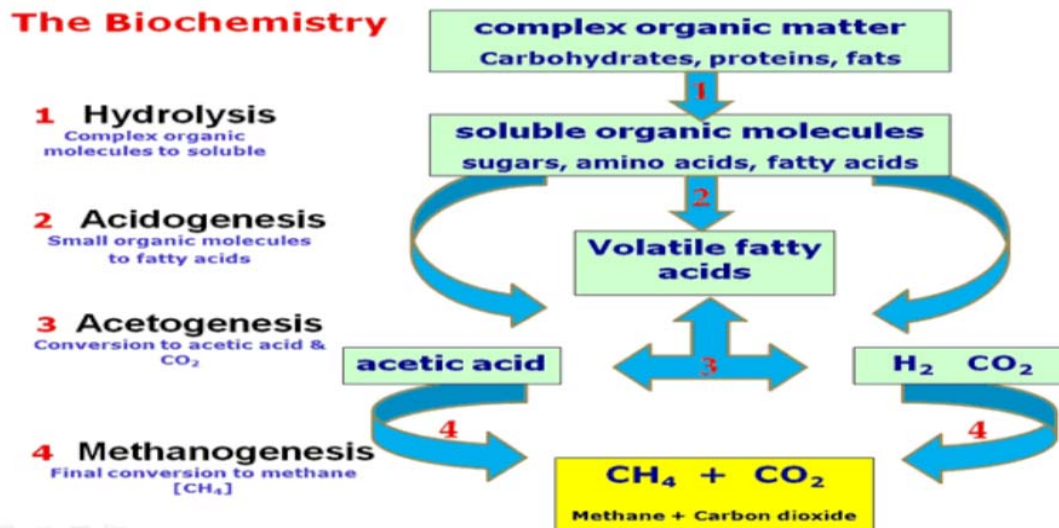 The Biochemistry
1 Hydrolysis
Complex organic
molecules to soluble
2 Acidogenesis
Small organic molecules
to fatty acids
3 Acetogenesis
Conversion to acetic acid &
CO₂
4 Methanogenesis
Final conversion to methane
[CH₄]
complex organic matter
Carbohydrates, proteins, fats
1
soluble organic molecules
sugars, amino acids, fatty acids
2
Volatile fatty
acids
acetic acid
3
H₂ CO₂
4
4
CH₄ + CO₂
Methane + Carbon dioxide